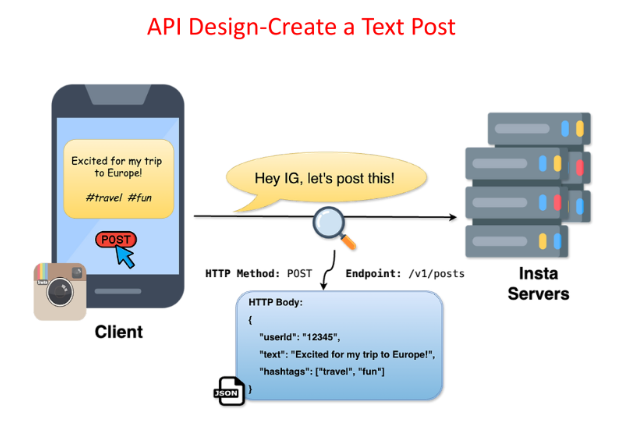 API Design-Create a Text Post
Excited for my trip
to Europe!
#travel #fun
POST
Hey IG, let's post this!
HTTP Method: POST
Endpoint: /v1/posts
Client
Insta
Servers
HTTP Body:
{
"userId": "12345",
"text": "Excited for my trip to Europe!",
"hashtags": ["travel", "fun"]
}
JSON